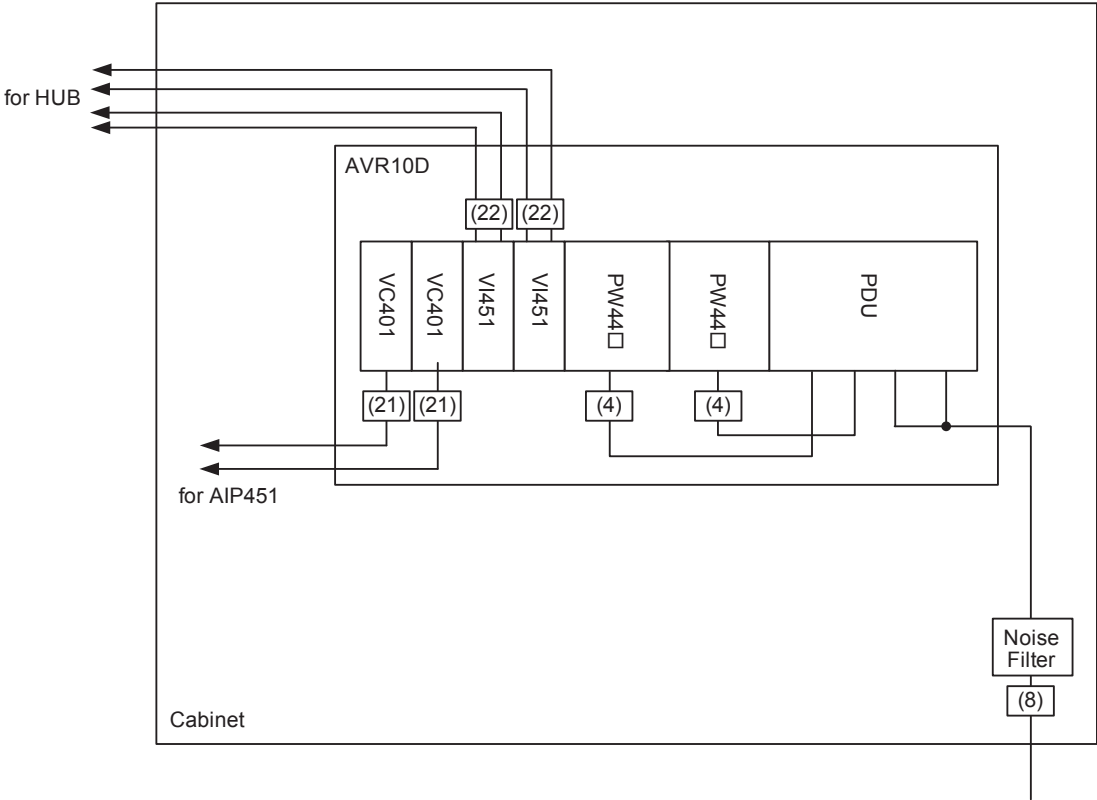 for HUB
AVR10D
(22) (22)
VC401 VC401 VI451 VI451 PW44□ PW44□ PDU
(21) (21) (4) (4)
for AIP451
Noise
Filter
(8)
Cabinet